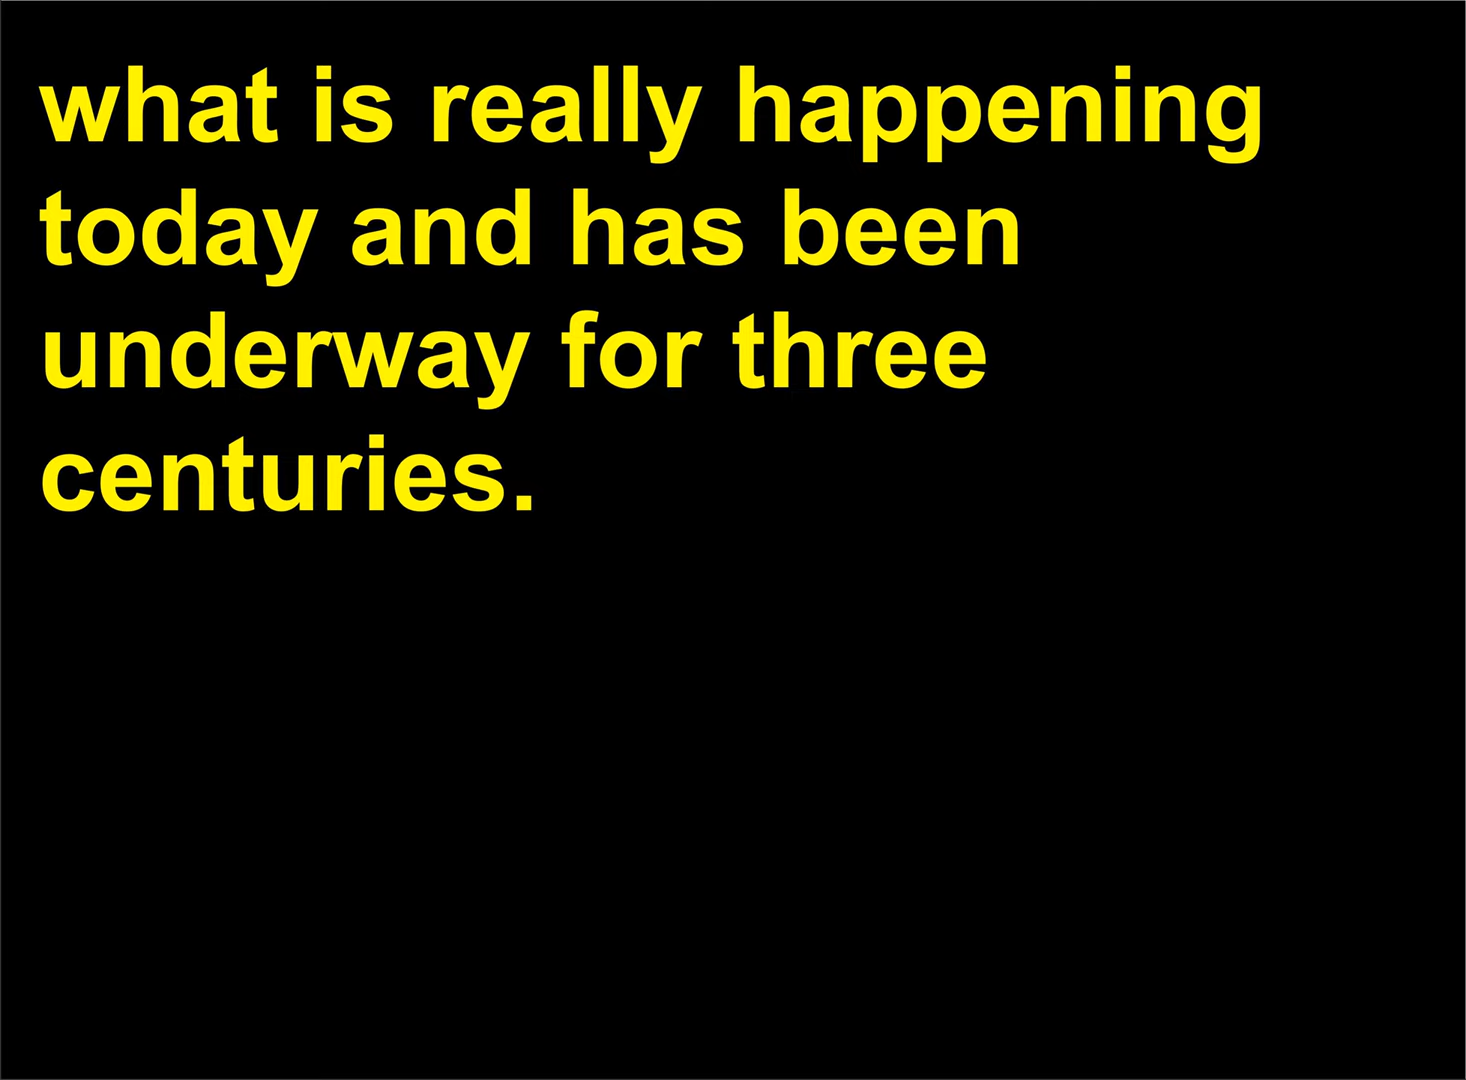 what is really happening
today and has been
underway for three
centuries.